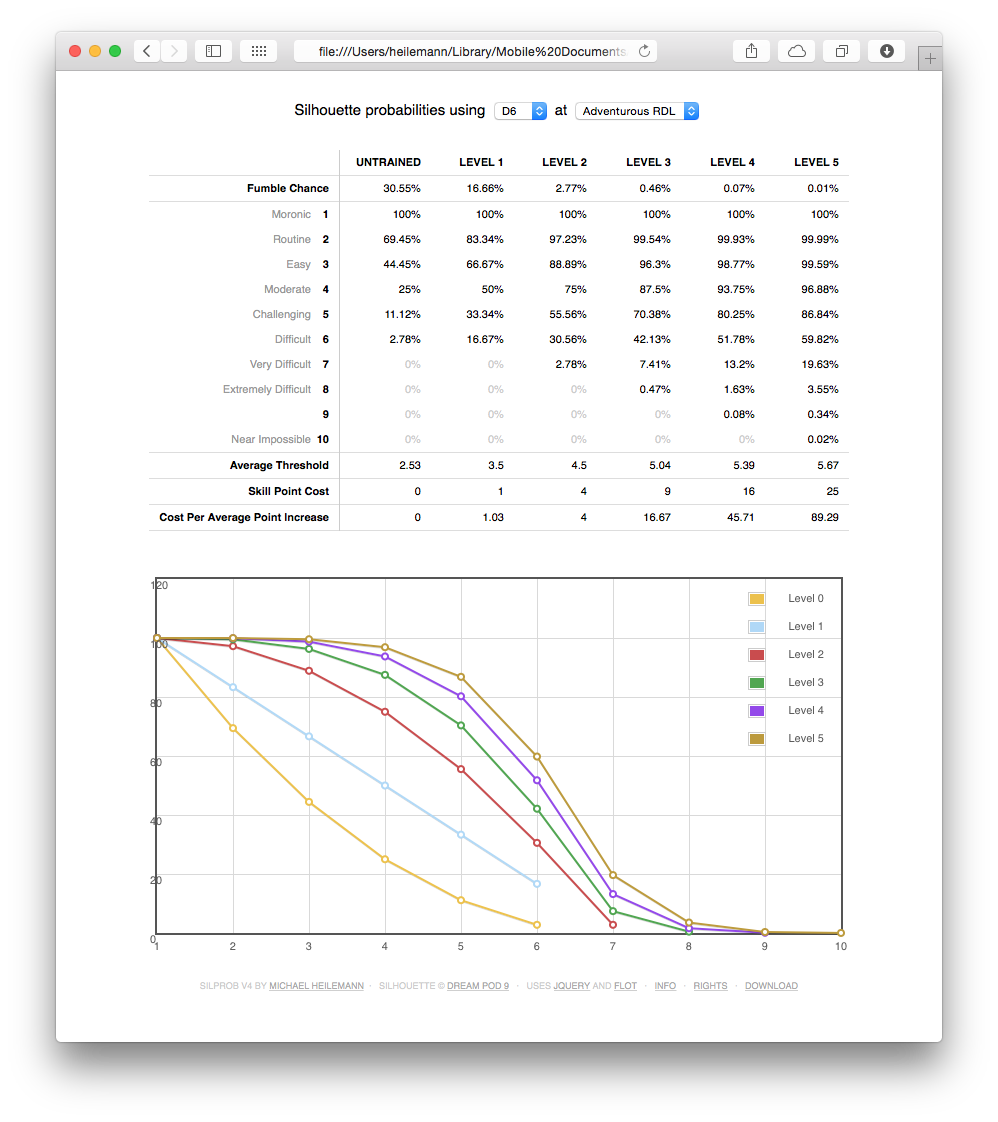 file:///Users/heilemann/Library/Mobile%20Documents
Silhouette probabilities using D6 at Adventurous RDL
UNTRAINED LEVEL 1 LEVEL 2 LEVEL 3 LEVEL 4 LEVEL 5
Fumble Chance 30.55% 16.66% 2.77% 0.46% 0.07% 0.01%
Moronic 1 100% 100% 100% 100% 100% 100%
Routine 2 69.45% 83.34% 97.23% 99.54% 99.93% 99.99%
Easy 3 44.45% 66.67% 88.89% 96.3% 98.77% 99.59%
Moderate 4 25% 50% 75% 87.5% 93.75% 96.88%
Challenging 5 11.12% 33.34% 55.56% 70.38% 80.25% 86.84%
Difficult 6 2.78% 16.67% 30.56% 42.13% 51.78% 59.82%
Very Difficult 7 0% 0% 2.78% 7.41% 13.2% 19.63%
Extremely Difficult 8 0% 0% 0% 0.47% 1.63% 3.55%
9 0% 0% 0% 0% 0.08% 0.34%
Near Impossible 10 0% 0% 0% 0% 0% 0.02%
Average Threshold 2.53 3.5 4.5 5.04 5.39 5.67
Skill Point Cost 0 1 4 9 16 25
Cost Per Average Point Increase 0 1.03 4 16.67 45.71 89.29
120
100
80
60
40
20
0
1 2 3 4 5 6 7 8 9 10
Level 0
Level 1
Level 2
Level 3
Level 4
Level 5
SILPROB V4 BY MICHAEL HEILEMANN · SILHOUETTE © DREAM POD 9 · USES JQUERY AND FLOT · INFO · RIGHTS · DOWNLOAD